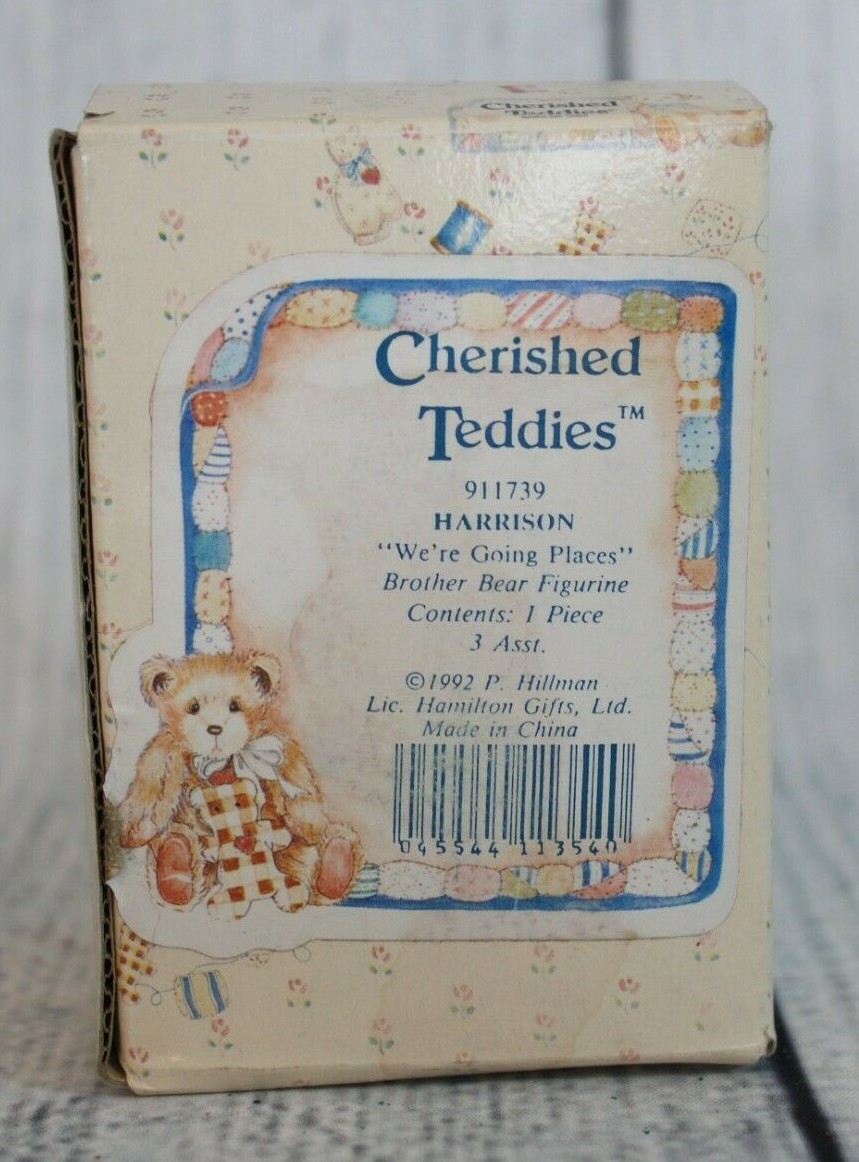 Cherished
Teddies
Cherished
Teddies™
911739
HARRISON
"We're Going Places"
Brother Bear Figurine
Contents: 1 Piece
3 Asst.
©1992 P. Hillman
Lic. Hamilton Gifts, Ltd.
Made in China
045544 113540